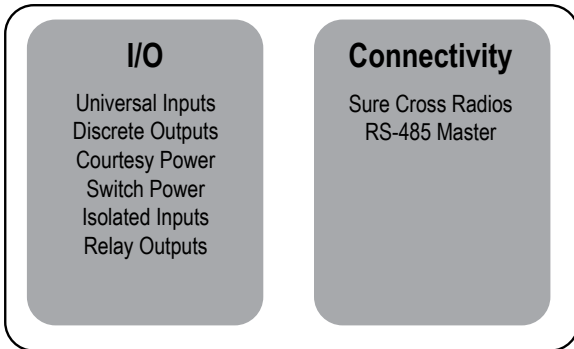 I/O
Universal Inputs
Discrete Outputs
Courtesy Power
Switch Power
Isolated Inputs
Relay Outputs
Connectivity
Sure Cross Radios
RS-485 Master